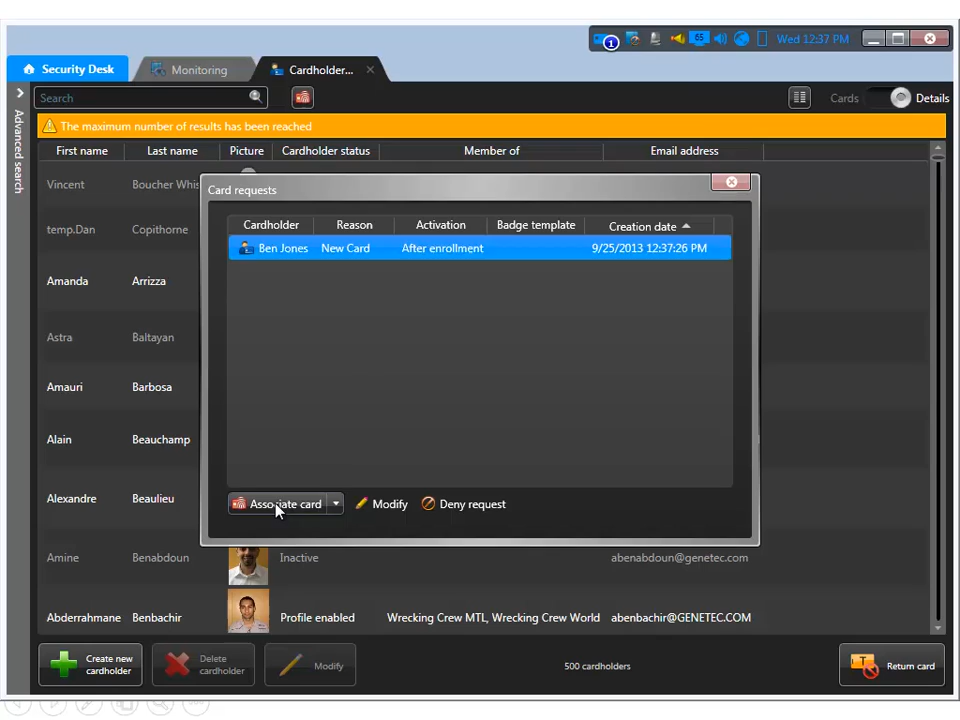 1 65 Wed 12:37 PM
Security Desk Monitoring Cardholder...
Search Cards Details
Advanced search
The maximum number of results has been reached
First name Last name Picture Cardholder status Member of Email address
Vincent Boucher Whis
temp.Dan Copithorne
Amanda Arrizza
Astra Baltayan
Amauri Barbosa
Alain Beauchamp
Alexandre Beaulieu
Card requests
Cardholder Reason Activation Badge template Creation date
Ben Jones New Card After enrollment 9/25/2013 12:37:26 PM
Associate card Modify Deny request
Amine Benabdoun Inactive abenabdoun@genetec.com
Abderrahmane Benbachir Profile enabled Wrecking Crew MTL, Wrecking Crew World abenbachir@GENETEC.COM
Create new
cardholder
Delete
cardholder
Modify
500 cardholders
Return card